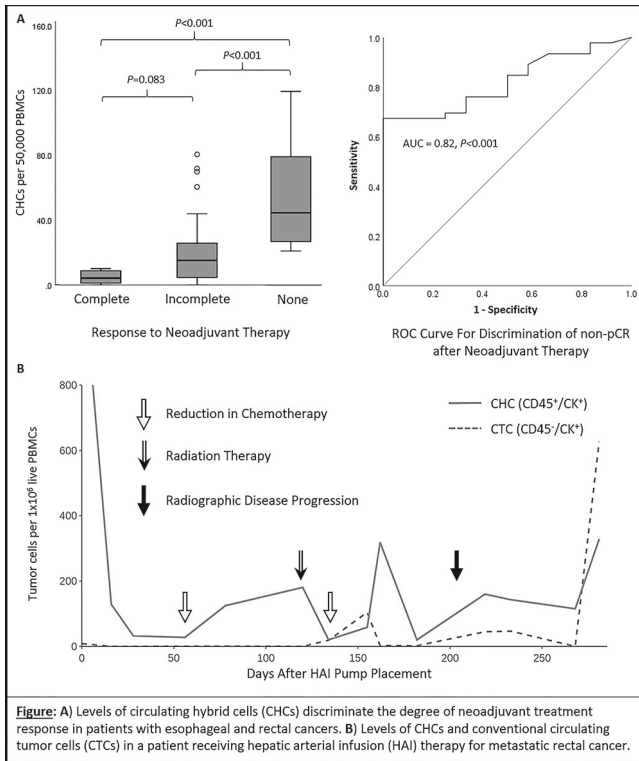 A
P<0.001
P<0.001
P=0.083
CHCs per 50,000 PBMCs
160.0
120.0
80.0
40.0
.0
Complete
Incomplete
None
Response to Neoadjuvant Therapy
Sensitivity
1.0
0.8
0.6
0.4
0.2
0.0
AUC = 0.82, P<0.001
0.0
0.2
0.4
0.6
0.8
1.0
1 - Specificity
ROC Curve For Discrimination of non-pCR
after Neoadjuvant Therapy
B
Tumor cells per 1x10⁶ live PBMCs
800
600
400
200
0
Reduction in Chemotherapy
Radiation Therapy
Radiographic Disease Progression
CHC (CD45⁺/CK⁺)
CTC (CD45⁻/CK⁺)
0
50
100
150
200
250
Days After HAI Pump Placement
Figure: A) Levels of circulating hybrid cells (CHCs) discriminate the degree of neoadjuvant treatment
response in patients with esophageal and rectal cancers. B) Levels of CHCs and conventional circulating
tumor cells (CTCs) in a patient receiving hepatic arterial infusion (HAI) therapy for metastatic rectal cancer.